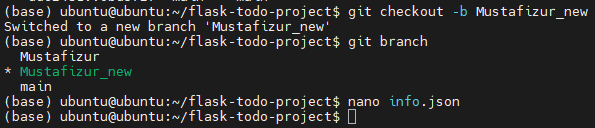 (base) ubuntu@ubuntu:~/flask-todo-project$ git checkout -b Mustafizur_new
Switched to a new branch 'Mustafizur_new'
(base) ubuntu@ubuntu:~/flask-todo-project$ git branch
  Mustafizur
* Mustafizur_new
  main
(base) ubuntu@ubuntu:~/flask-todo-project$ nano info.json
(base) ubuntu@ubuntu:~/flask-todo-project$